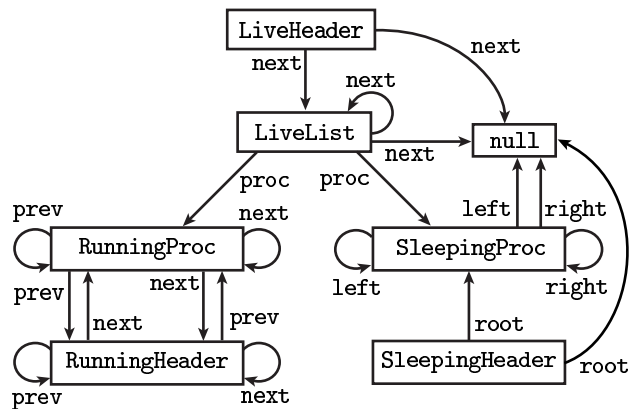 LiveHeader
next
next
next
LiveList
null
next
proc
proc
prev
next
left
right
RunningProc
SleepingProc
prev
next
left
right
next
prev
root
RunningHeader
SleepingHeader
root
prev
next